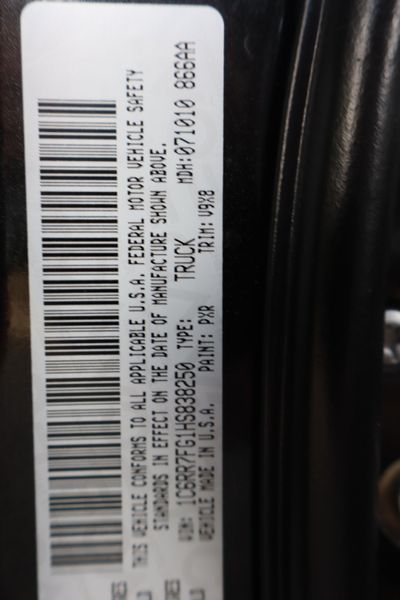 THIS VEHICLE CONFORMS TO ALL APPLICABLE U.S.A. FEDERAL MOTOR VEHICLE SAFETY
STANDARDS IN EFFECT ON THE DATE OF MANUFACTURE SHOWN ABOVE.
VIN: 1C6RR7FG1HS838250 TYPE: TRUCK MDH:071010 866AA
VEHICLE MADE IN U.S.A. PAINT: PXR TRIM: V9X8